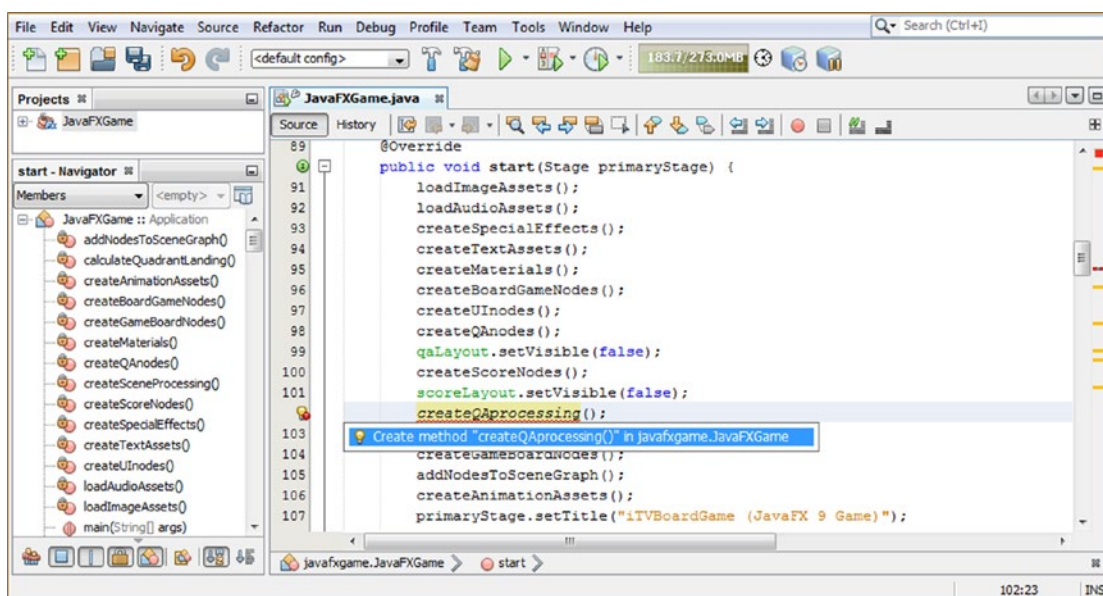 File Edit View Navigate Source Refactor Run Debug Profile Team Tools Window Help
Search (Ctrl+I)
<default config>
183.7/273.0MB
Projects
JavaFXGame
start - Navigator
Members
<empty>
JavaFXGame :: Application
addNodesToSceneGraph()
calculateQuadrantLanding()
createAnimationAssets()
createBoardGameNodes()
createGameBoardNodes()
createMaterials()
createQAnodes()
createSceneProcessing()
createScoreNodes()
createSpecialEffects()
createTextAssets()
createUInodes()
loadAudioAssets()
loadImageAssets()
main(String[] args)
JavaFXGame.java
Source History
89 @Override
public void start(Stage primaryStage) {
91 loadImageAssets();
92 loadAudioAssets();
93 createSpecialEffects();
94 createTextAssets();
95 createMaterials();
96 createBoardGameNodes();
97 createUInodes();
98 createQAnodes();
99 qaLayout.setVisible(false);
100 createScoreNodes();
101 scoreLayout.setVisible(false);
createQAprocessing();
103 Create method "createQAprocessing()" in javafxgame.JavaFXGame
104 createGameBoardNodes();
105 addNodesToSceneGraph();
106 createAnimationAssets();
107 primaryStage.setTitle("iTVBoardGame (JavaFX 9 Game)");
javafxgame.JavaFXGame start
102:23 INS